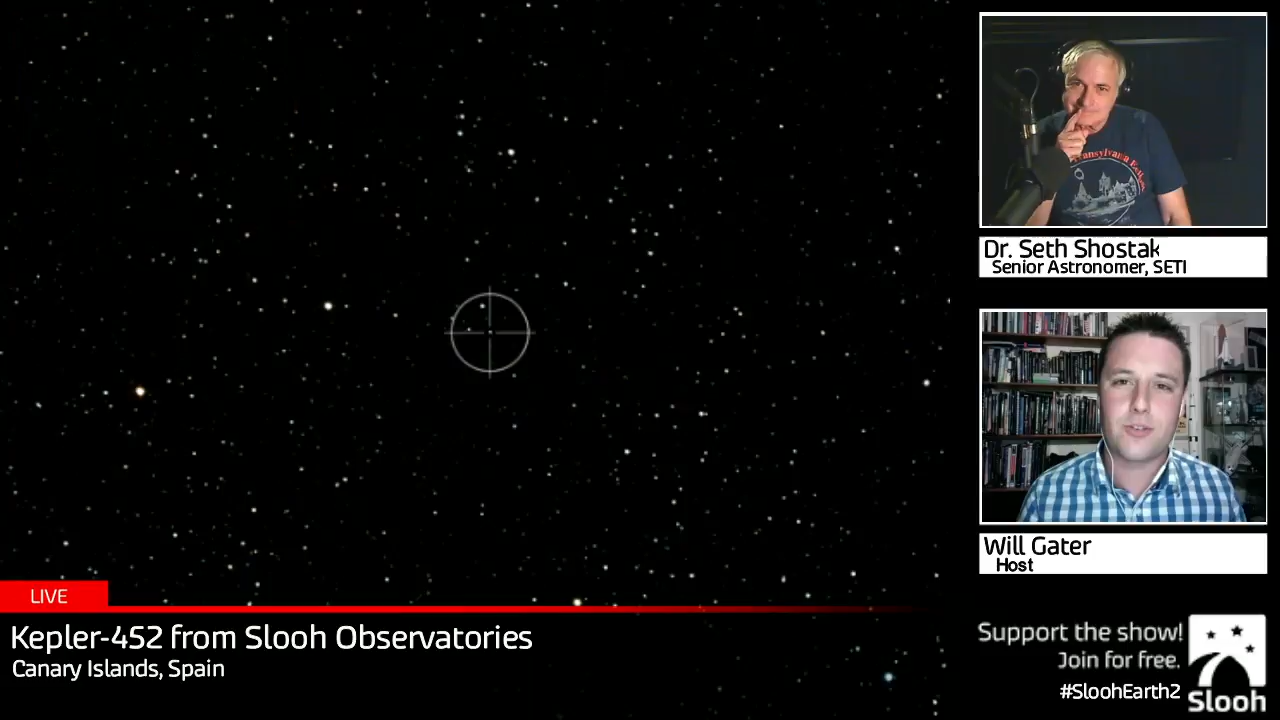 ennsylvania
Dr. Seth Shostak
Senior Astronomer, SETI
Will Gater
Host
LIVE
Kepler-452 from Slooh Observatories
Canary Islands, Spain
Support the show!
Join for free.
#SloohEarth2
Slooh